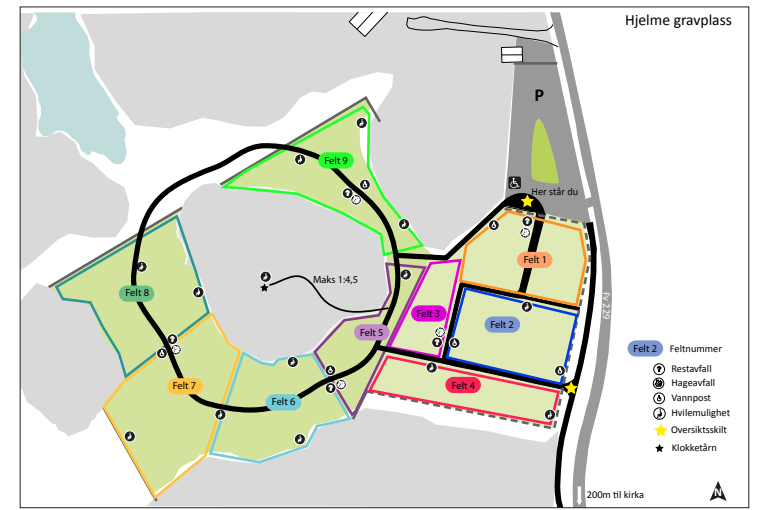 Hjelme gravplass
P
Her står du
Felt 9
Felt 1
Maks 1:4,5
Felt 8
Fv 229
Felt 3
Felt 2
Felt 5
Felt 2 Feltnummer
Restavfall
Felt 7
Felt 4
Hageavfall
Felt 6
Vannpost
Hvilemulighet
Oversiktsskilt
Klokketårn
200m til kirka
N